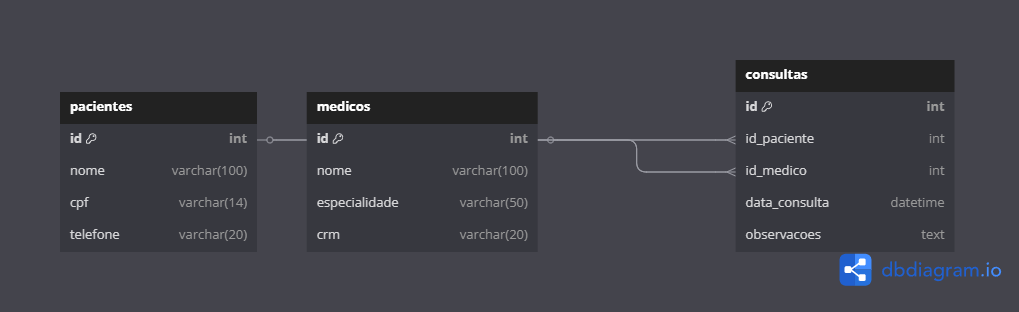 pacientes
id int
nome varchar(100)
cpf varchar(14)
telefone varchar(20)
medicos
id int
nome varchar(100)
especialidade varchar(50)
crm varchar(20)
consultas
id int
id_paciente int
id_medico int
data_consulta datetime
observacoes text
dbdiagram.io